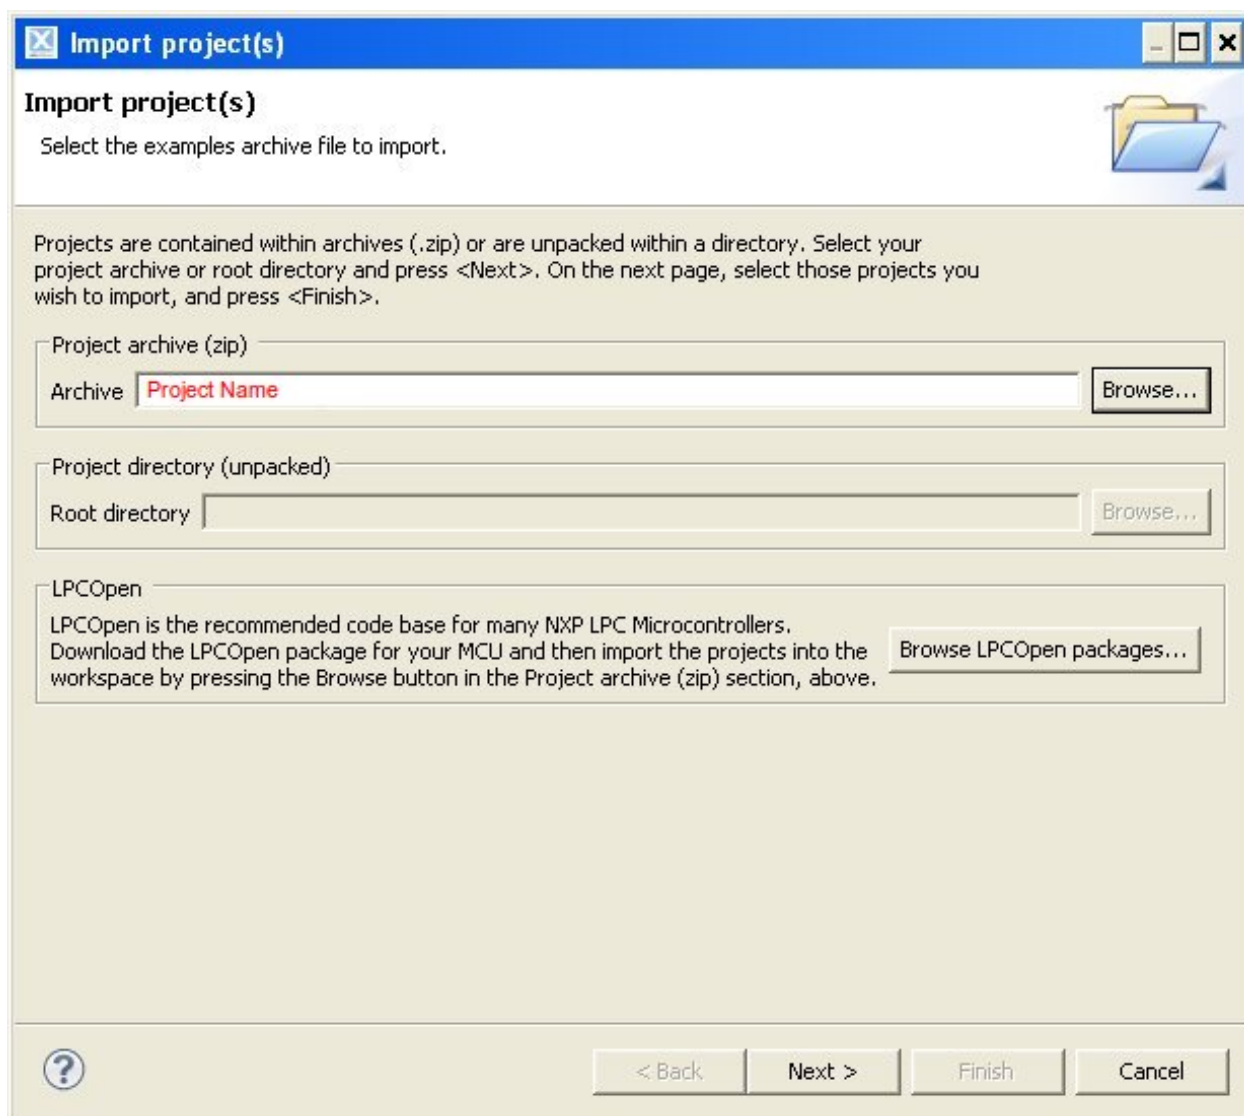 Import project(s)
Import project(s)
Select the examples archive file to import.
Projects are contained within archives (.zip) or are unpacked within a directory. Select your
project archive or root directory and press <Next>. On the next page, select those projects you
wish to import, and press <Finish>.
Project archive (zip)
Archive Project Name Browse...
Project directory (unpacked)
Root directory Browse...
LPCOpen
LPCOpen is the recommended code base for many NXP LPC Microcontrollers.
Download the LPCOpen package for your MCU and then import the projects into the
workspace by pressing the Browse button in the Project archive (zip) section, above.
Browse LPCOpen packages...
? < Back Next > Finish Cancel